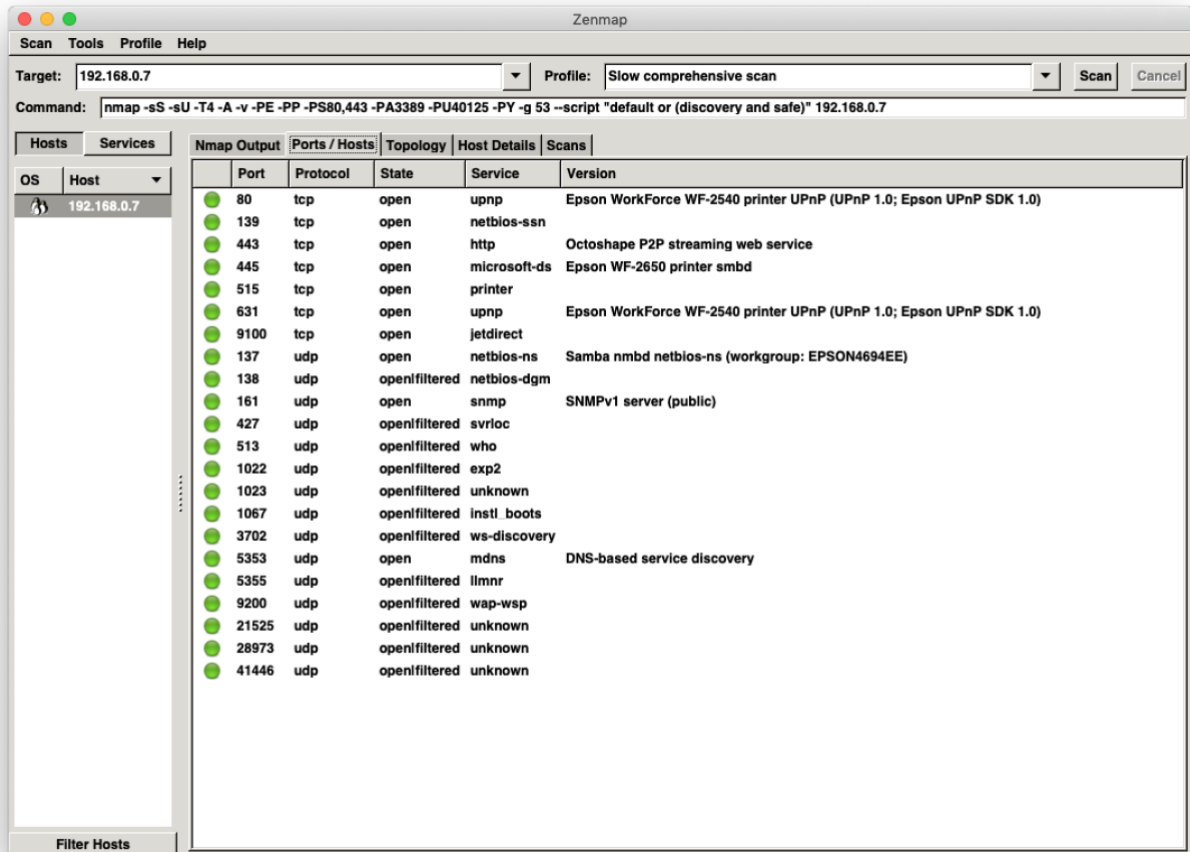 Zenmap
Scan Tools Profile Help
Target: 192.168.0.7 Profile: Slow comprehensive scan Scan Cancel
Command: nmap -sS -sU -T4 -A -v -PE -PP -PS80,443 -PA3389 -PU40125 -PY -g 53 --script "default or (discovery and safe)" 192.168.0.7
Hosts Services Nmap Output Ports / Hosts Topology Host Details Scans
OS Host Port Protocol State Service Version
192.168.0.7
80 tcp open upnp Epson WorkForce WF-2540 printer UPnP (UPnP 1.0; Epson UPnP SDK 1.0)
139 tcp open netbios-ssn
443 tcp open http Octoshape P2P streaming web service
445 tcp open microsoft-ds Epson WF-2650 printer smbd
515 tcp open printer
631 tcp open upnp Epson WorkForce WF-2540 printer UPnP (UPnP 1.0; Epson UPnP SDK 1.0)
9100 tcp open jetdirect
137 udp open netbios-ns Samba nmbd netbios-ns (workgroup: EPSON4694EE)
138 udp open|filtered netbios-dgm
161 udp open snmp SNMPv1 server (public)
427 udp open|filtered svrloc
513 udp open|filtered who
1022 udp open|filtered exp2
1023 udp open|filtered unknown
1067 udp open|filtered instl_boots
3702 udp open|filtered ws-discovery
5353 udp open mdns DNS-based service discovery
5355 udp open|filtered llmnr
9200 udp open|filtered wap-wsp
21525 udp open|filtered unknown
28973 udp open|filtered unknown
41446 udp open|filtered unknown
Filter Hosts